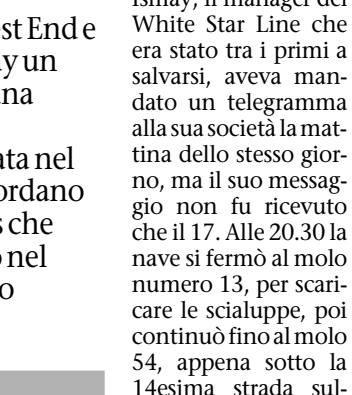 est End e
y un
na
ata nel
ordano
s che
o nel
o
Ismay, il manager del
White Star Line che
era stato tra i primi a
salvarsi, aveva man-
dato un telegramma
alla sua società la mat-
tina dello stesso gior-
no, ma il suo messag-
gio non fu ricevuto
che il 17. Alle 20.30 la
nave si fermò al molo
numero 13, per scari-
care le scialuppe, poi
continuò fino al molo
54, appena sotto la
14esima strada sul-